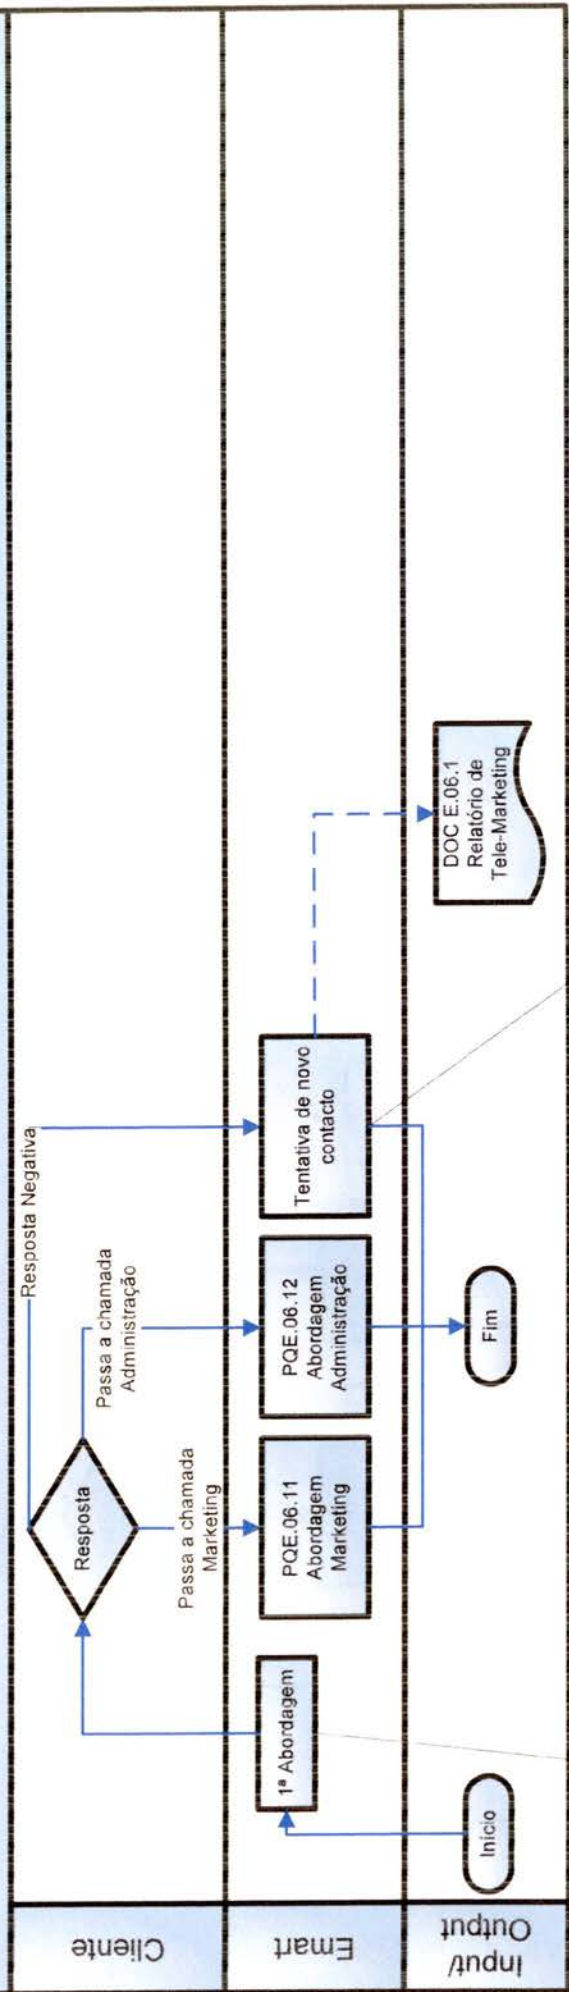 Cliente
Resposta Negativa
Resposta
Passa a chamada
Administração
Passa a chamada
Marketing
Emart
1ª Abordagem
PQE.06.11
Abordagem
Marketing
PQE.06.12
Abordagem
Administração
Tentativa de novo
contacto
Input/
Output
Início
Fim
DOC E.06.1
Relatório de
Tele-Marketing